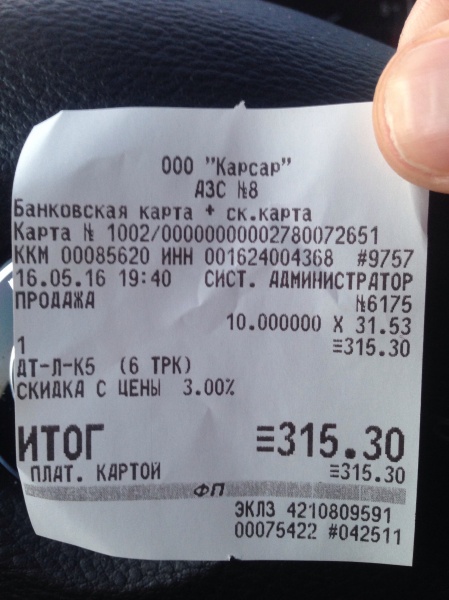 ООО "Карсар"
АЗС №8
Банковская карта + ск.карта
Карта № 1002/00000000002780072651
ККМ 00085620 ИНН 001624004368 #9757
16.05.16 19:40 СИСТ. АДМИНИСТРАТОР
ПРОДАЖА №6175
10.000000 X 31.53
1 ≡315.30
ДТ-Л-К5 (6 ТРК)
СКИДКА С ЦЕНЫ 3.00%
ИТОГ ≡315.30
ПЛАТ. КАРТОЙ ≡315.30
ФП
ЭКЛЗ 4210809591
00075422 #042511